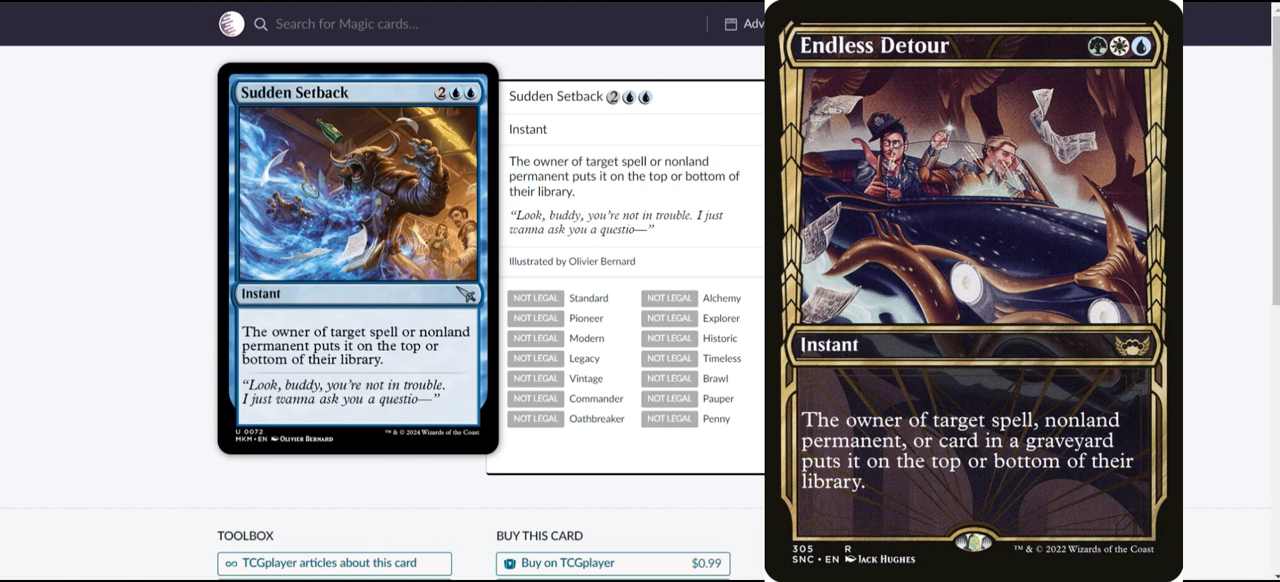 Search for Magic cards...
Adv
Sudden Setback 2
Instant
The owner of target spell or nonland
permanent puts it on the top or
bottom of their library.
“Look, buddy, you’re not in trouble.
I just wanna ask you a questio—”
U 0072
MKM • EN OLIVIER BERNARD
™ & © 2024 Wizards of the Coast
Sudden Setback 2
Instant
The owner of target spell or nonland
permanent puts it on the top or bottom of
their library.
“Look, buddy, you’re not in trouble. I just
wanna ask you a questio—”
Illustrated by Olivier Bernard
NOT LEGAL Standard NOT LEGAL Alchemy
NOT LEGAL Pioneer NOT LEGAL Explorer
NOT LEGAL Modern NOT LEGAL Historic
NOT LEGAL Legacy NOT LEGAL Timeless
NOT LEGAL Vintage NOT LEGAL Brawl
NOT LEGAL Commander NOT LEGAL Pauper
NOT LEGAL Oathbreaker NOT LEGAL Penny
TOOLBOX
TCGplayer articles about this card
BUY THIS CARD
Buy on TCGplayer $0.99
Endless Detour
Instant
The owner of target spell, nonland
permanent, or card in a graveyard
puts it on the top or bottom of their
library.
305 R
SNC • EN JACK HUGHES
™ & © 2022 Wizards of the Coast